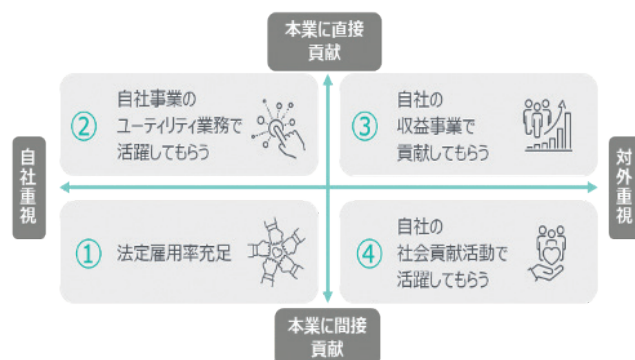 本業に直接
貢献
②
自社事業の
ユーティリティ業務で
活躍してもらう
③
自社の
収益事業で
貢献してもらう
自社重視
対外重視
①
法定雇用率充足
④
自社の
社会貢献活動で
活躍してもらう
本業に間接
貢献